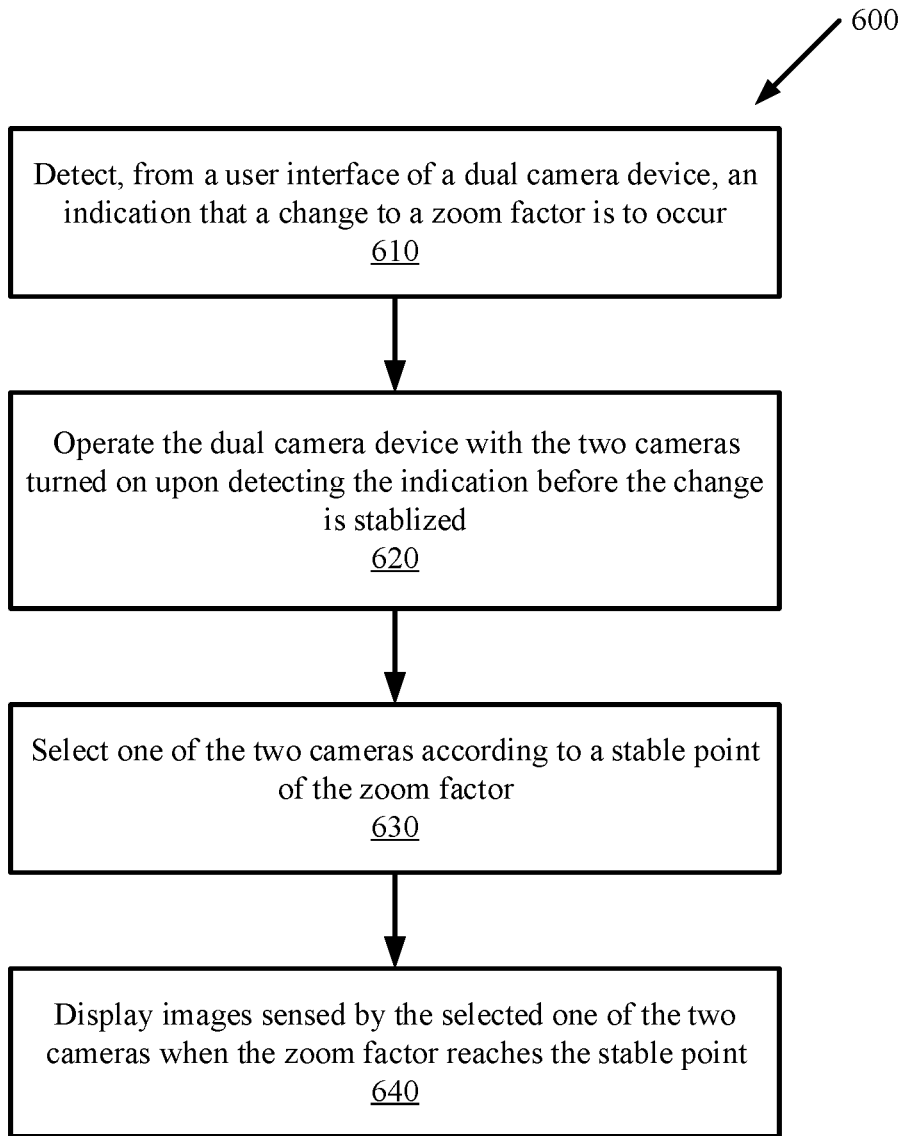 600
Detect, from a user interface of a dual camera device, an
indication that a change to a zoom factor is to occur
610
Operate the dual camera device with the two cameras
turned on upon detecting the indication before the change
is stablized
620
Select one of the two cameras according to a stable point
of the zoom factor
630
Display images sensed by the selected one of the two
cameras when the zoom factor reaches the stable point
640